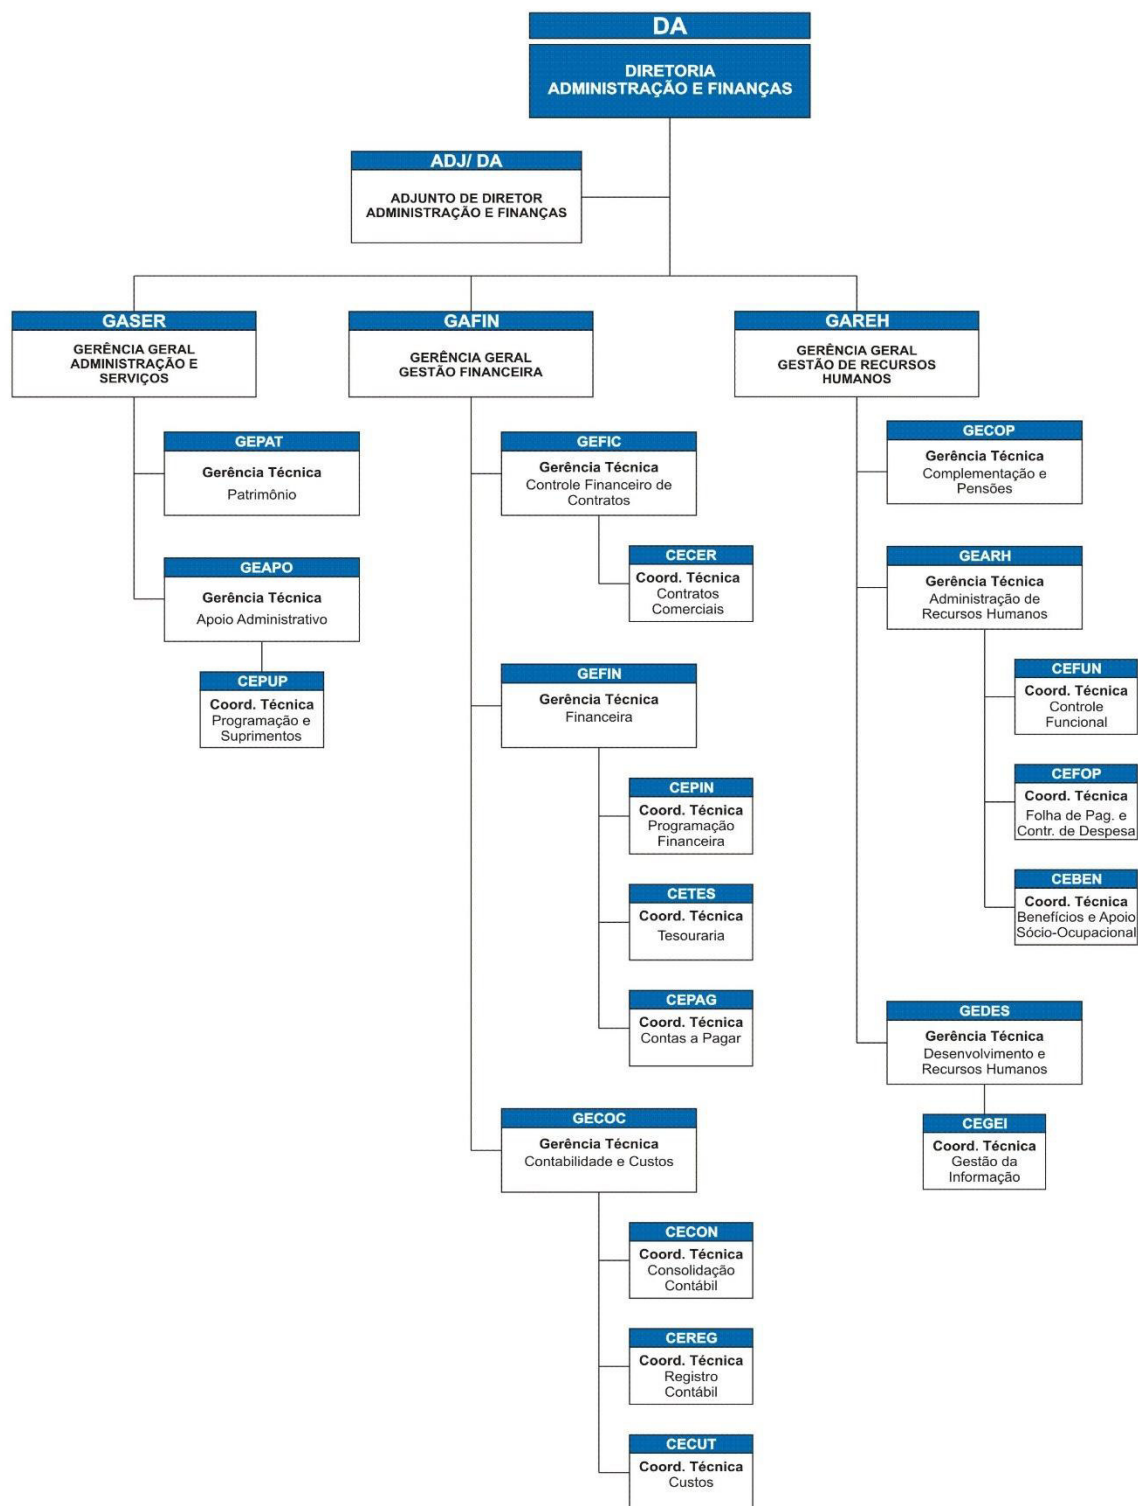 DA
DIRETORIA
ADMINISTRAÇÃO E FINANÇAS
ADJ/ DA
ADJUNTO DE DIRETOR
ADMINISTRAÇÃO E FINANÇAS
GASER
GERÊNCIA GERAL
ADMINISTRAÇÃO E
SERVIÇOS
GEPAT
Gerência Técnica
Patrimônio
GEAPO
Gerência Técnica
Apoio Administrativo
CEPUP
Coord. Técnica
Programação e
Suprimentos
GAFIN
GERÊNCIA GERAL
GESTÃO FINANCEIRA
GEFIC
Gerência Técnica
Controle Financeiro de
Contratos
CECER
Coord. Técnica
Contratos
Comerciais
GEFIN
Gerência Técnica
Financeira
CEPIN
Coord. Técnica
Programação
Financeira
CETES
Coord. Técnica
Tesouraria
CEPAG
Coord. Técnica
Contas a Pagar
GECOC
Gerência Técnica
Contabilidade e Custos
CECON
Coord. Técnica
Consolidação
Contábil
CEREG
Coord. Técnica
Registro
Contábil
CECUT
Coord. Técnica
Custos
GAREH
GERÊNCIA GERAL
GESTÃO DE RECURSOS
HUMANOS
GECOP
Gerência Técnica
Complementação e
Pensões
GEARH
Gerência Técnica
Administração de
Recursos Humanos
CEFUN
Coord. Técnica
Controle
Funcional
CEFOP
Coord. Técnica
Folha de Pag. e
Contr. de Despesa
CEBEN
Coord. Técnica
Benefícios e Apoio
Sócio-Ocupacional
GEDES
Gerência Técnica
Desenvolvimento e
Recursos Humanos
CEGEI
Coord. Técnica
Gestão da
Informação